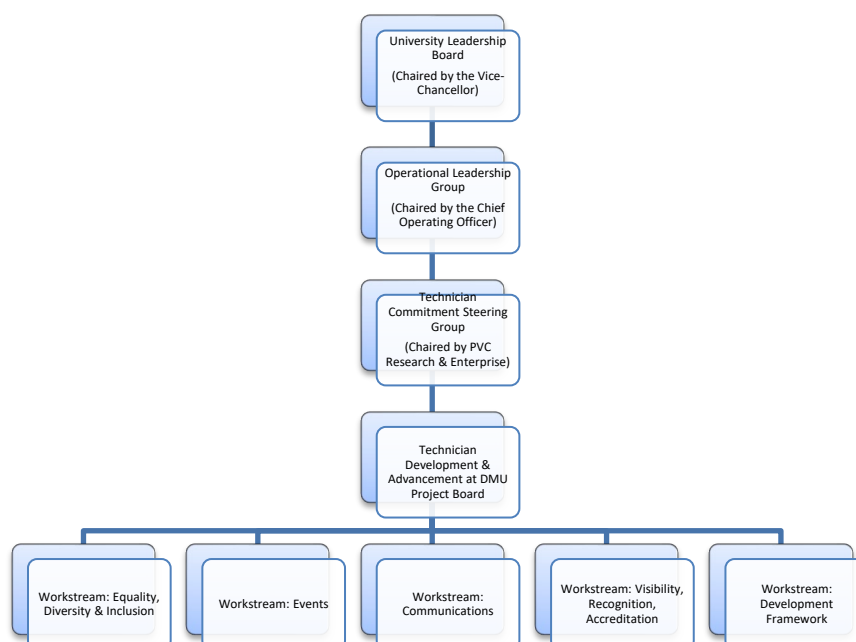 University Leadership
Board
(Chaired by the Vice-
Chancellor)
Operational Leadership
Group
(Chaired by the Chief
Operating Officer)
Technician
Commitment Steering
Group
(Chaired by PVC
Research & Enterprise)
Technician
Development &
Advancement at DMU
Project Board
Workstream: Equality,
Diversity & Inclusion
Workstream: Events
Workstream:
Communications
Workstream: Visibility,
Recognition,
Accreditation
Workstream:
Development
Framework